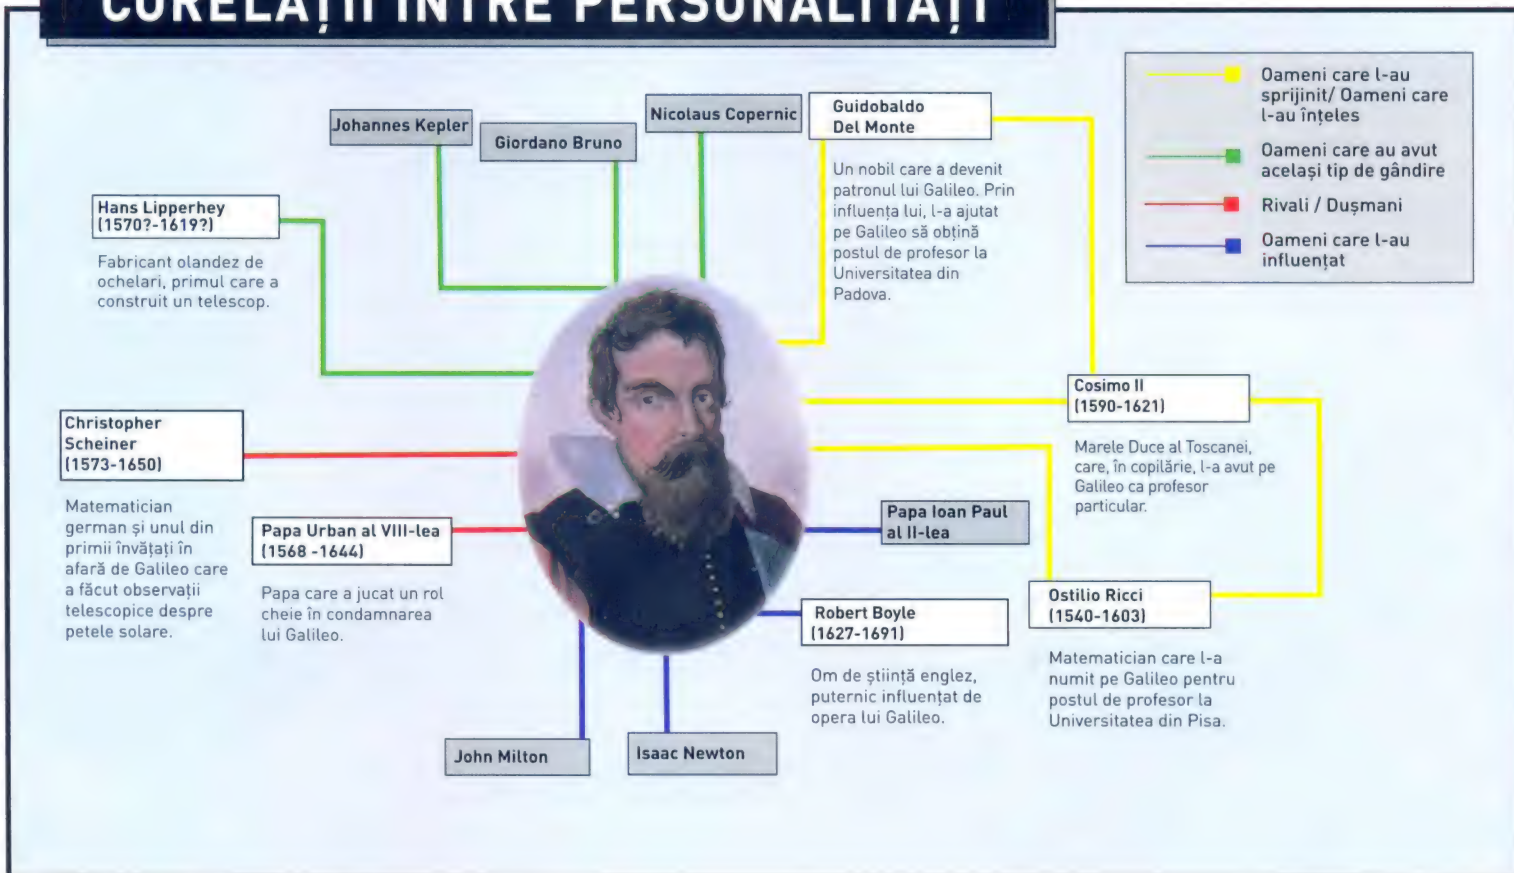 CORELAȚII ÎNTRE PERSONALITĂȚI
Johannes Kepler
Giordano Bruno
Nicolaus Copernic
Guidobaldo
Del Monte
Un nobil care a devenit
patronul lui Galileo. Prin
influența lui, l-a ajutat
pe Galileo să obțină
postul de profesor la
Universitatea din
Padova.
Oameni care l-au
sprijinit/ Oameni care
l-au înțeles
Oameni care au avut
același tip de gândire
Rivali / Dușmani
Oameni care l-au
influențat
Hans Lipperhey
(1570?-1619?)
Fabricant olandez de
ochelari, primul care a
construit un telescop.
Christopher
Scheiner
(1573-1650)
Matematician
german și unul din
primii învățați în
afară de Galileo care
a făcut observații
telescopice despre
petele solare.
Papa Urban al VIII-lea
(1568 -1644)
Papa care a jucat un rol
cheie în condamnarea
lui Galileo.
Cosimo II
(1590-1621)
Marele Duce al Toscanei,
care, în copilărie, l-a avut pe
Galileo ca profesor
particular.
Papa Ioan Paul
al II-lea
Robert Boyle
(1627-1691)
Om de știință englez,
puternic influențat de
opera lui Galileo.
Ostilio Ricci
(1540-1603)
Matematician care l-a
numit pe Galileo pentru
postul de profesor la
Universitatea din Pisa.
John Milton
Isaac Newton